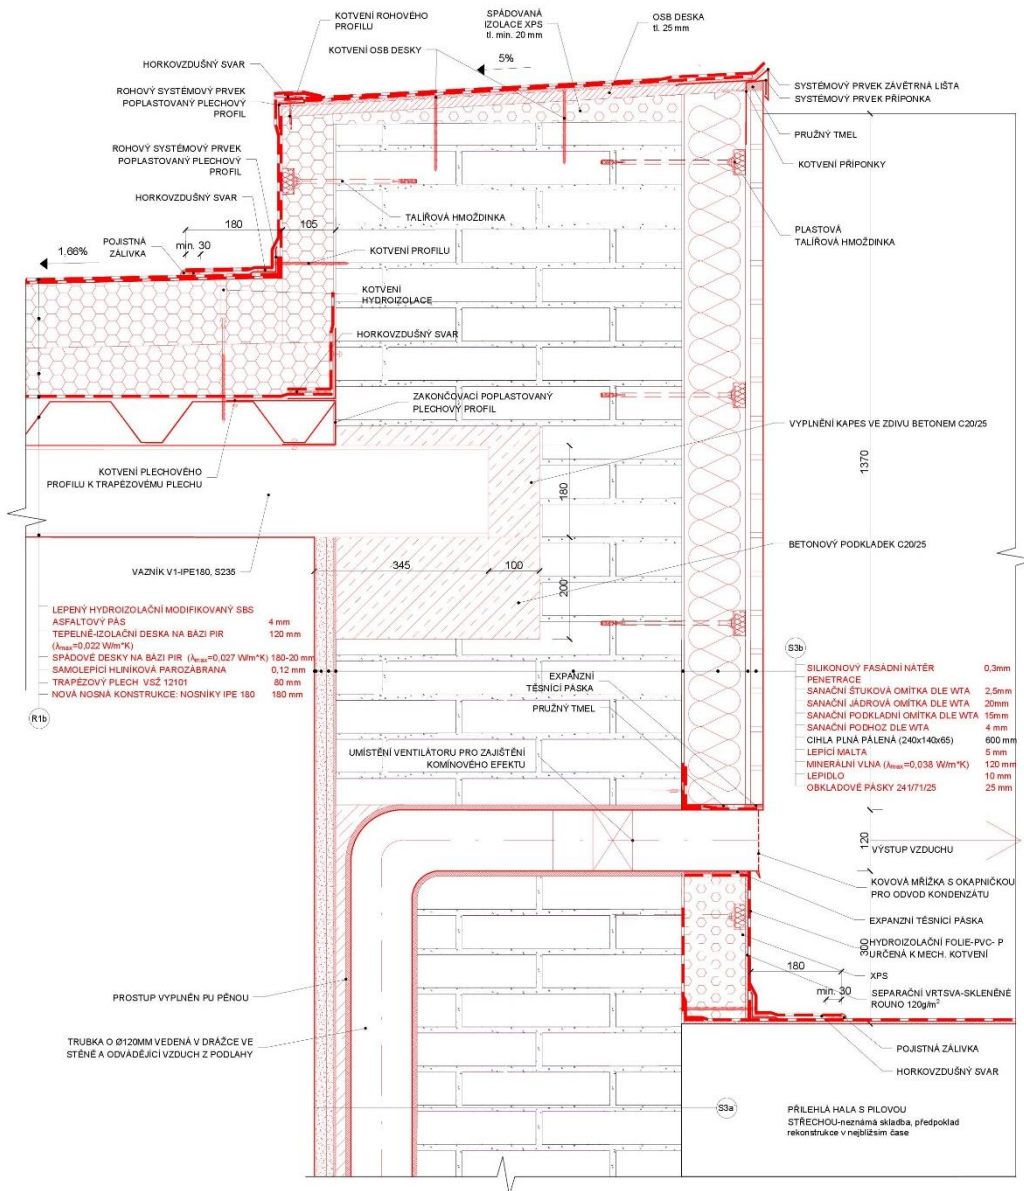 KOTVENÍ ROHOVÉHO
PROFILU
SPÁDOVANÁ
IZOLACE XPS
tl. min. 20 mm
OSB DESKA
tl. 25 mm
KOTVENÍ OSB DESKY
5%
HORKOVZDUŠNÝ SVAR
ROHOVÝ SYSTÉMOVÝ PRVEK
POPLASTOVANÝ PLECHOVÝ
PROFIL
SYSTÉMOVÝ PRVEK ZÁVĚTRNÁ LIŠTA
SYSTÉMOVÝ PRVEK PŘÍPONKA
PRUŽNÝ TMEL
KOTVENÍ PŘÍPONKY
ROHOVÝ SYSTÉMOVÝ PRVEK
POPLASTOVANÝ PLECHOVÝ
PROFIL
HORKOVZDUŠNÝ SVAR
180
105
TALÍŘOVÁ HMOŽDINKA
PLASTOVÁ
TALÍŘOVÁ HMOŽDINKA
POJISTNÁ
ZÁLIVKA
min. 30
1,66%
KOTVENÍ PROFILU
KOTVENÍ
HYDROIZOLACE
HORKOVZDUŠNÝ SVAR
ZAKONČOVACÍ POPLASTOVANÝ
PLECHOVÝ PROFIL
VYPLNĚNÍ KAPES VE ZDIVU BETONEM C20/25
1370
KOTVENÍ PLECHOVÉHO
PROFILU K TRAPÉZOVÉMU PLECHU
180
BETONOVÝ PODKLADEK C20/25
VAZNÍK V1-IPE180, S235
345
100
200
LEPENÝ HYDROIZOLAČNÍ MODIFIKOVANÝ SBS
ASFALTOVÝ PÁS 4 mm
TEPELNĚ-IZOLAČNÍ DESKA NA BÁZI PIR 120 mm
(λmax=0,022 W/m*K)
SPÁDOVÉ DESKY NA BÁZI PIR (λmax=0,027 W/m*K) 180-20 mm
SAMOLEPÍCÍ HLINÍKOVÁ PAROZÁBRANA 0,12 mm
TRAPÉZOVÝ PLECH VSŽ 12101 80 mm
NOVÁ NOSNÁ KONSTRUKCE: NOSNÍKY IPE 180 180 mm
R1b
S3b
SILIKONOVÝ FASÁDNÍ NÁTĚR 0,3mm
PENETRACE
SANAČNÍ ŠTUKOVÁ OMÍTKA DLE WTA 2,5mm
SANAČNÍ JÁDROVÁ OMÍTKA DLE WTA 20mm
SANAČNÍ PODKLADNÍ OMÍTKA DLE WTA 15mm
SANAČNÍ PODHOZ DLE WTA 4 mm
CIHLA PLNÁ PÁLENÁ (240x140x65) 600 mm
LEPÍCÍ MALTA 5 mm
MINERÁLNÍ VLNA (λmax=0,038 W/m*K) 120 mm
LEPIDLO 10 mm
OBKLADOVÉ PÁSKY 241/71/25 25 mm
EXPANZNÍ
TĚSNÍCÍ PÁSKA
PRUŽNÝ TMEL
UMÍSTĚNÍ VENTILÁTORU PRO ZAJIŠTĚNÍ
KOMÍNOVÉHO EFEKTU
120
VÝSTUP VZDUCHU
KOVOVÁ MŘÍŽKA S OKAPNIČKOU
PRO ODVOD KONDENZÁTU
EXPANZNÍ TĚSNÍCÍ PÁSKA
300
HYDROIZOLAČNÍ FOLIE-PVC- P
URČENÁ K MECH. KOTVENÍ
180
XPS
min. 30
SEPARAČNÍ VRTSVA-SKLENĚNÉ
ROUNO 120g/m²
PROSTUP VYPLNĚN PU PĚNOU
TRUBKA O Ø120MM VEDENÁ V DRÁŽCE VE
STĚNĚ A ODVÁDĚJÍCÍ VZDUCH Z PODLAHY
POJISTNÁ ZÁLIVKA
HORKOVZDUŠNÝ SVAR
S3a
PŘILEHLÁ HALA S PILOVOU
STŘECHOU-neznámá skladba, předpoklad
rekonstrukce v nejbližsím čase